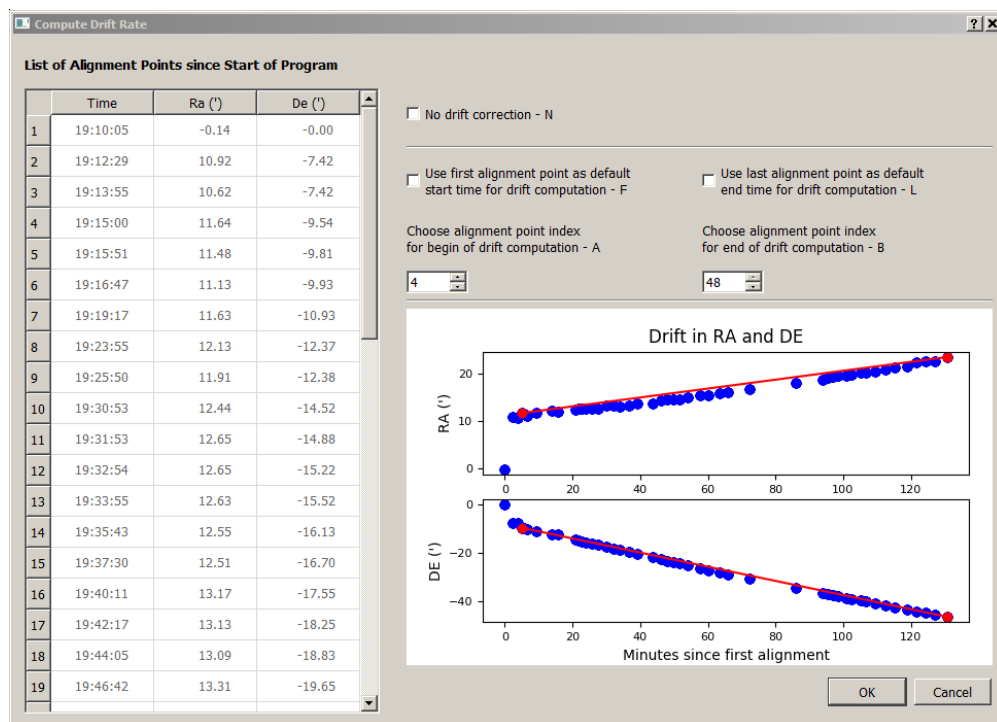 Compute Drift Rate
List of Alignment Points since Start of Program
Time Ra (') De (')
1 19:10:05 -0.14 -0.00
2 19:12:29 10.92 -7.42
3 19:13:55 10.62 -7.42
4 19:15:00 11.64 -9.54
5 19:15:51 11.48 -9.81
6 19:16:47 11.13 -9.93
7 19:19:17 11.63 -10.93
8 19:23:55 12.13 -12.37
9 19:25:50 11.91 -12.38
10 19:30:53 12.44 -14.52
11 19:31:53 12.65 -14.88
12 19:32:54 12.65 -15.22
13 19:33:55 12.63 -15.52
14 19:35:43 12.55 -16.13
15 19:37:30 12.51 -16.70
16 19:40:11 13.17 -17.55
17 19:42:17 13.13 -18.25
18 19:44:05 13.09 -18.83
19 19:46:42 13.31 -19.65
No drift correction - N
Use first alignment point as default
start time for drift computation - F
Use last alignment point as default
end time for drift computation - L
Choose alignment point index
for begin of drift computation - A
Choose alignment point index
for end of drift computation - B
4
48
Drift in RA and DE
RA (')
20
10
0
0 20 40 60 80 100 120
DE (')
0
−20
−40
0 20 40 60 80 100 120
Minutes since first alignment
OK
Cancel